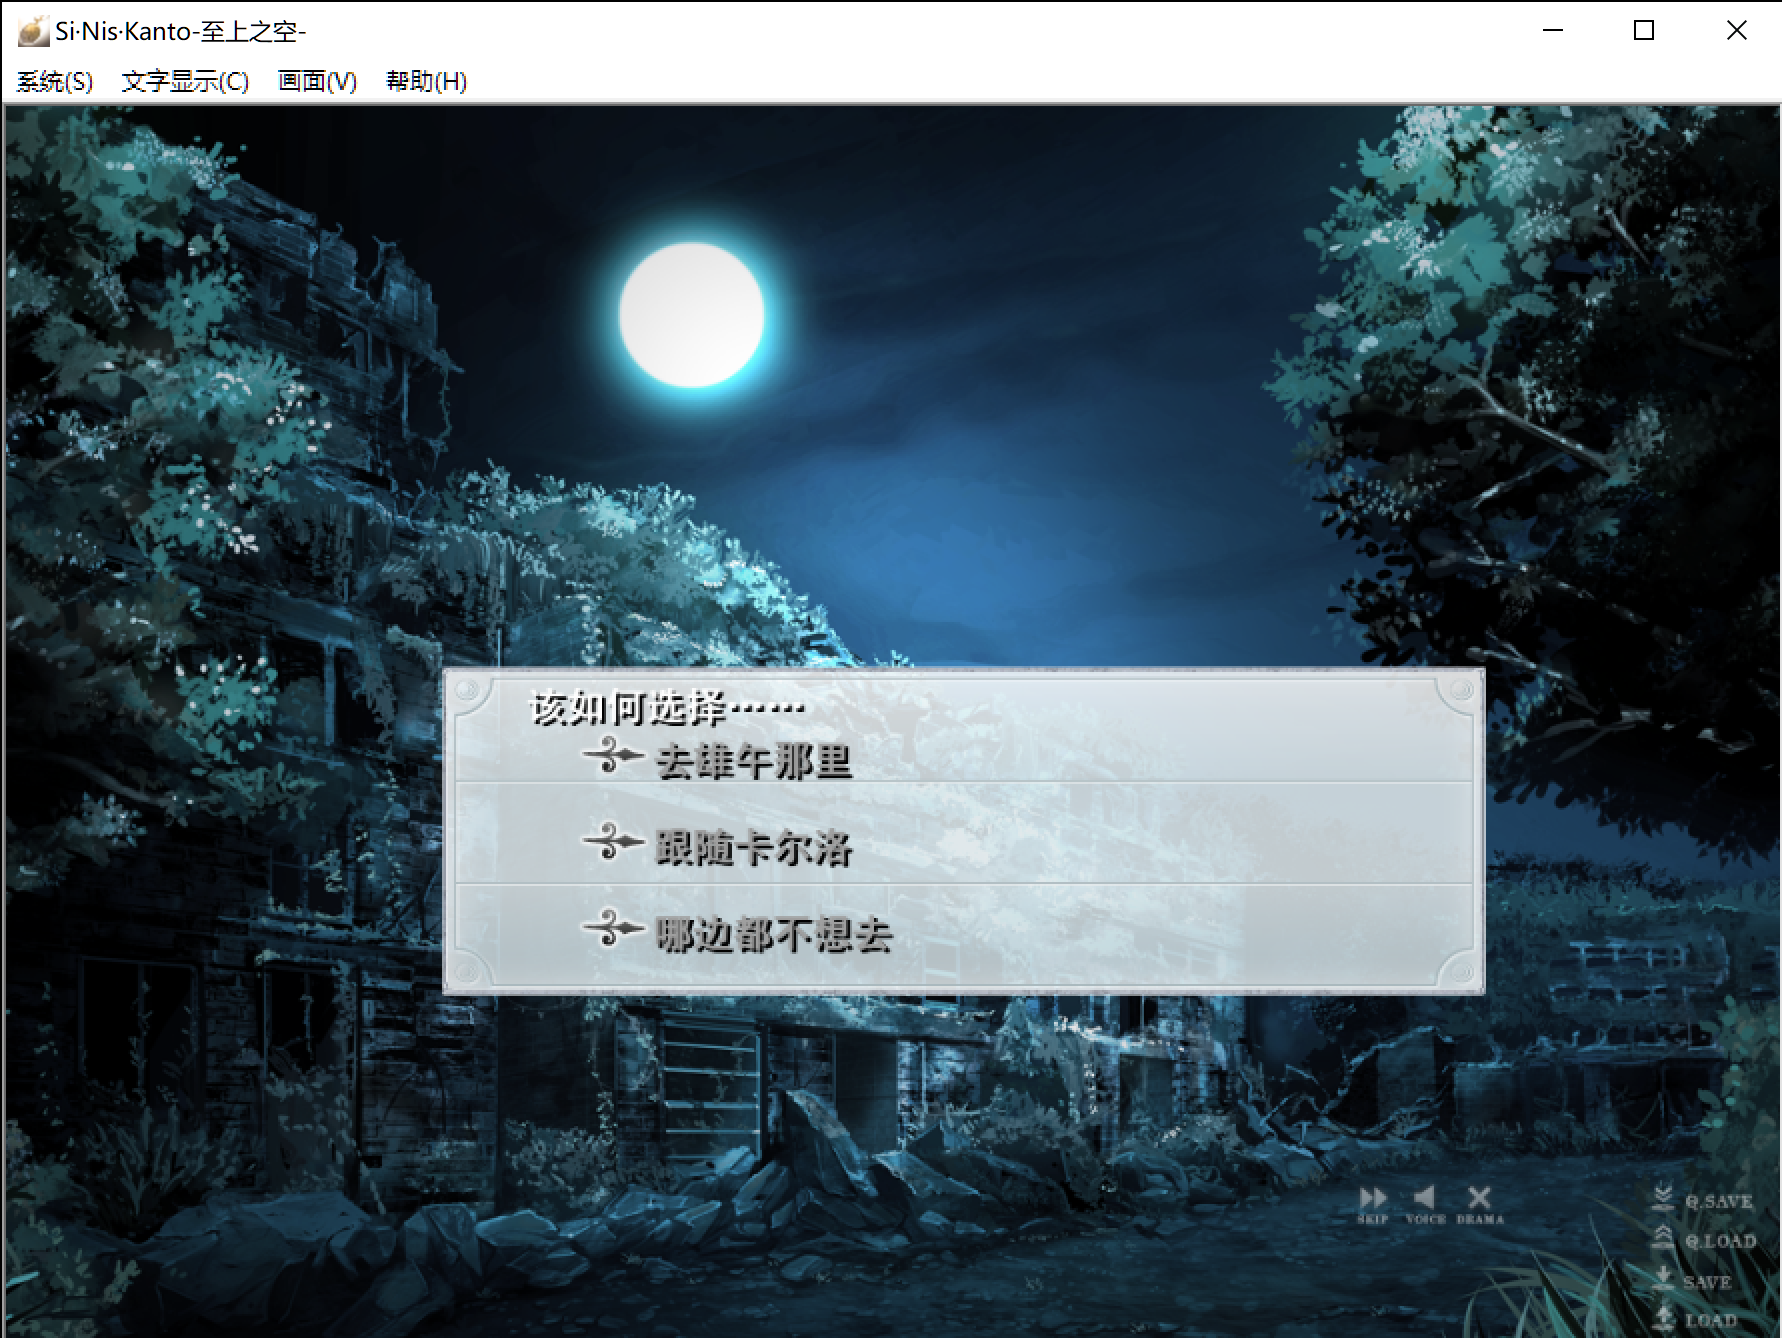 Si·Nis·Kanto-至上之空-
系统(S) 文字显示(C) 画面(V) 帮助(H)
该如何选择……
去雄午那里
跟随卡尔洛
哪边都不想去
SKIP VOICE DRAMA
Q.SAVE
Q.LOAD
SAVE
LOAD